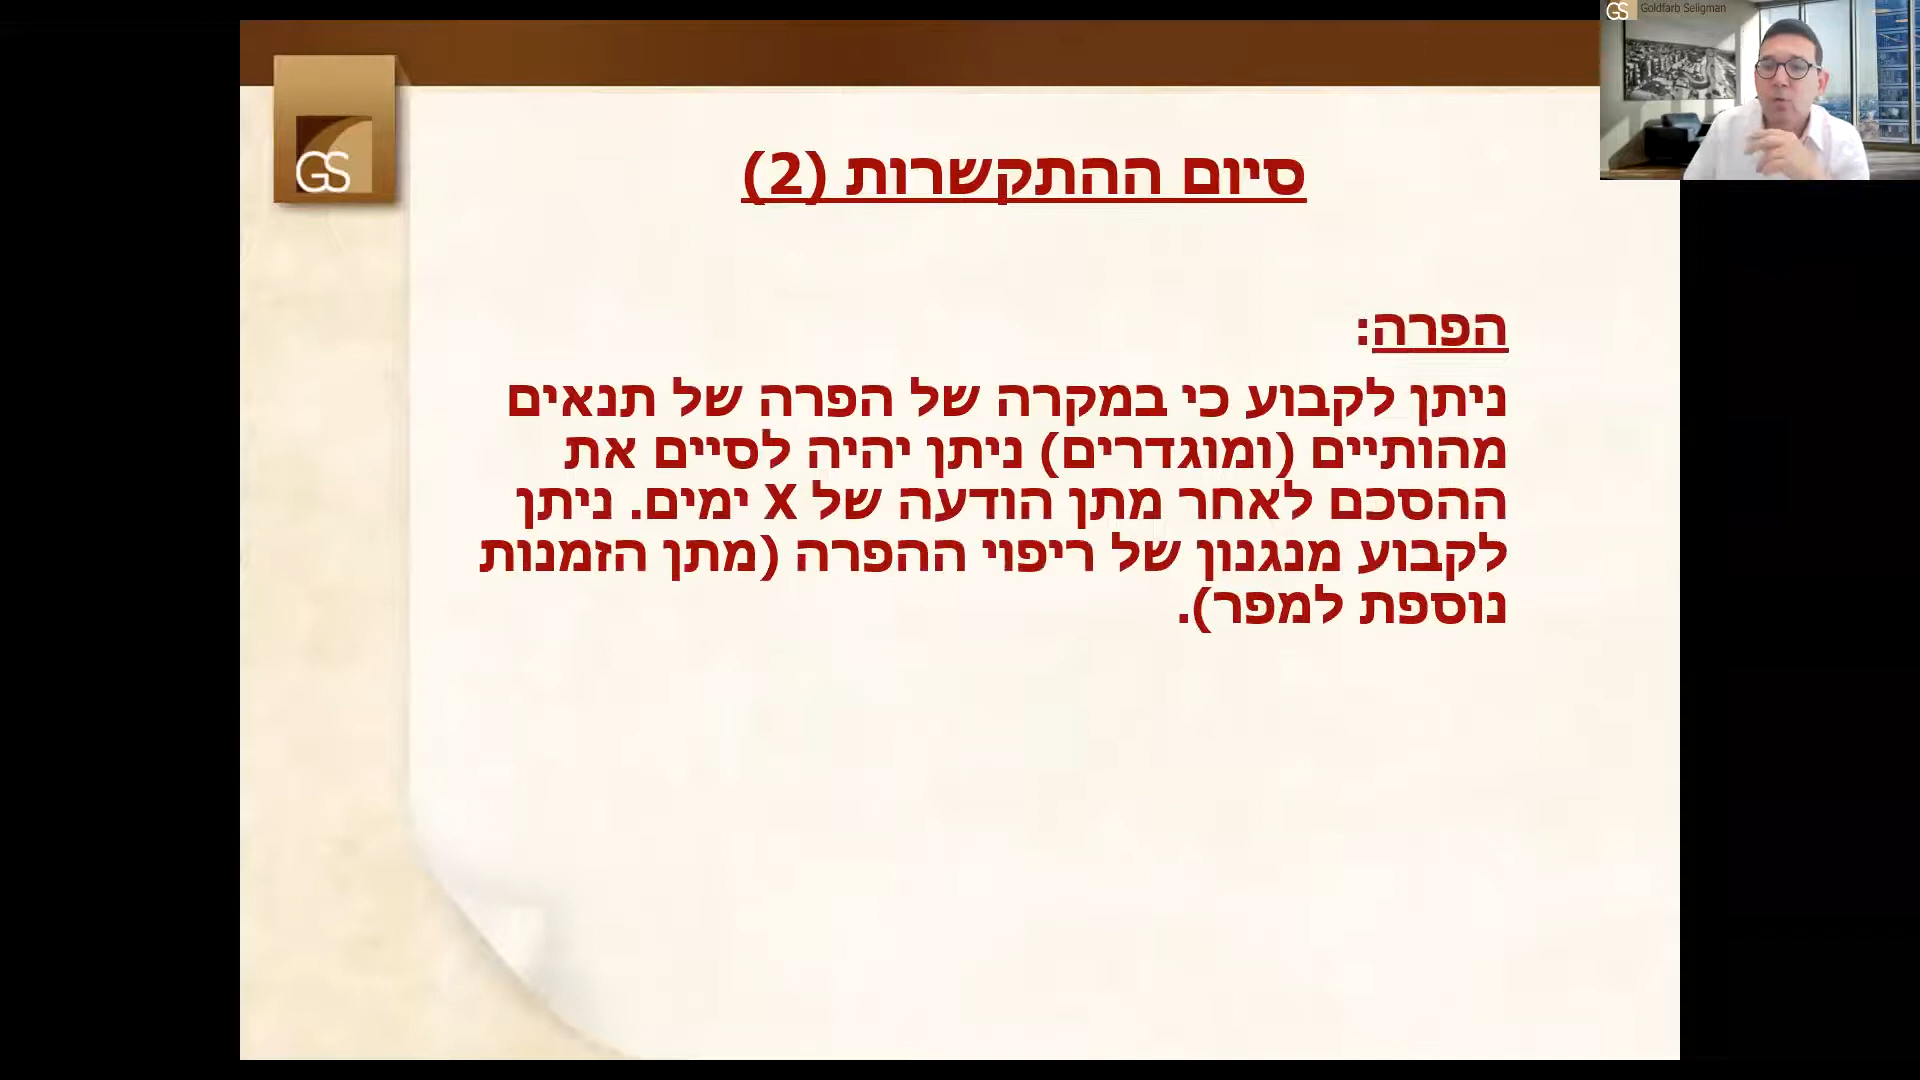 GS Goldfarb Seligman
GS
סיום ההתקשרות (2)
הפרה:
ניתן לקבוע כי במקרה של הפרה של תנאים
מהותיים (ומוגדרים) ניתן יהיה לסיים את
ההסכם לאחר מתן הודעה של X ימים. ניתן
לקבוע מנגנון של ריפוי ההפרה (מתן הזמנות
נוספת למפר).